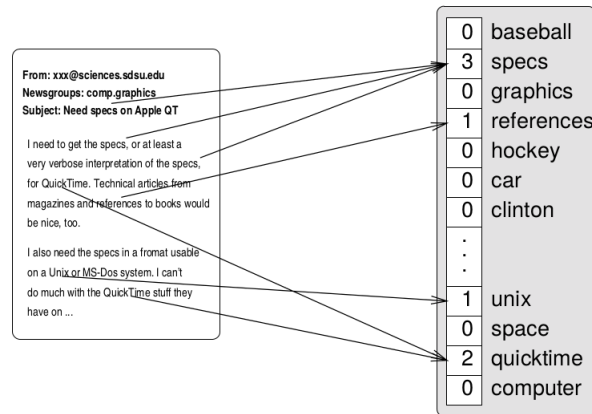 From: xxx@sciences.sdsu.edu
Newsgroups: comp.graphics
Subject: Need specs on Apple QT
I need to get the specs, or at least a
very verbose interpretation of the specs,
for QuickTime. Technical articles from
magazines and references to books would
be nice, too.
I also need the specs in a fromat usable
on a Unix or MS-Dos system. I can't
do much with the QuickTime stuff they
have on ...
0 baseball
3 specs
0 graphics
1 references
0 hockey
0 car
0 clinton
.
.
.
1 unix
0 space
2 quicktime
0 computer